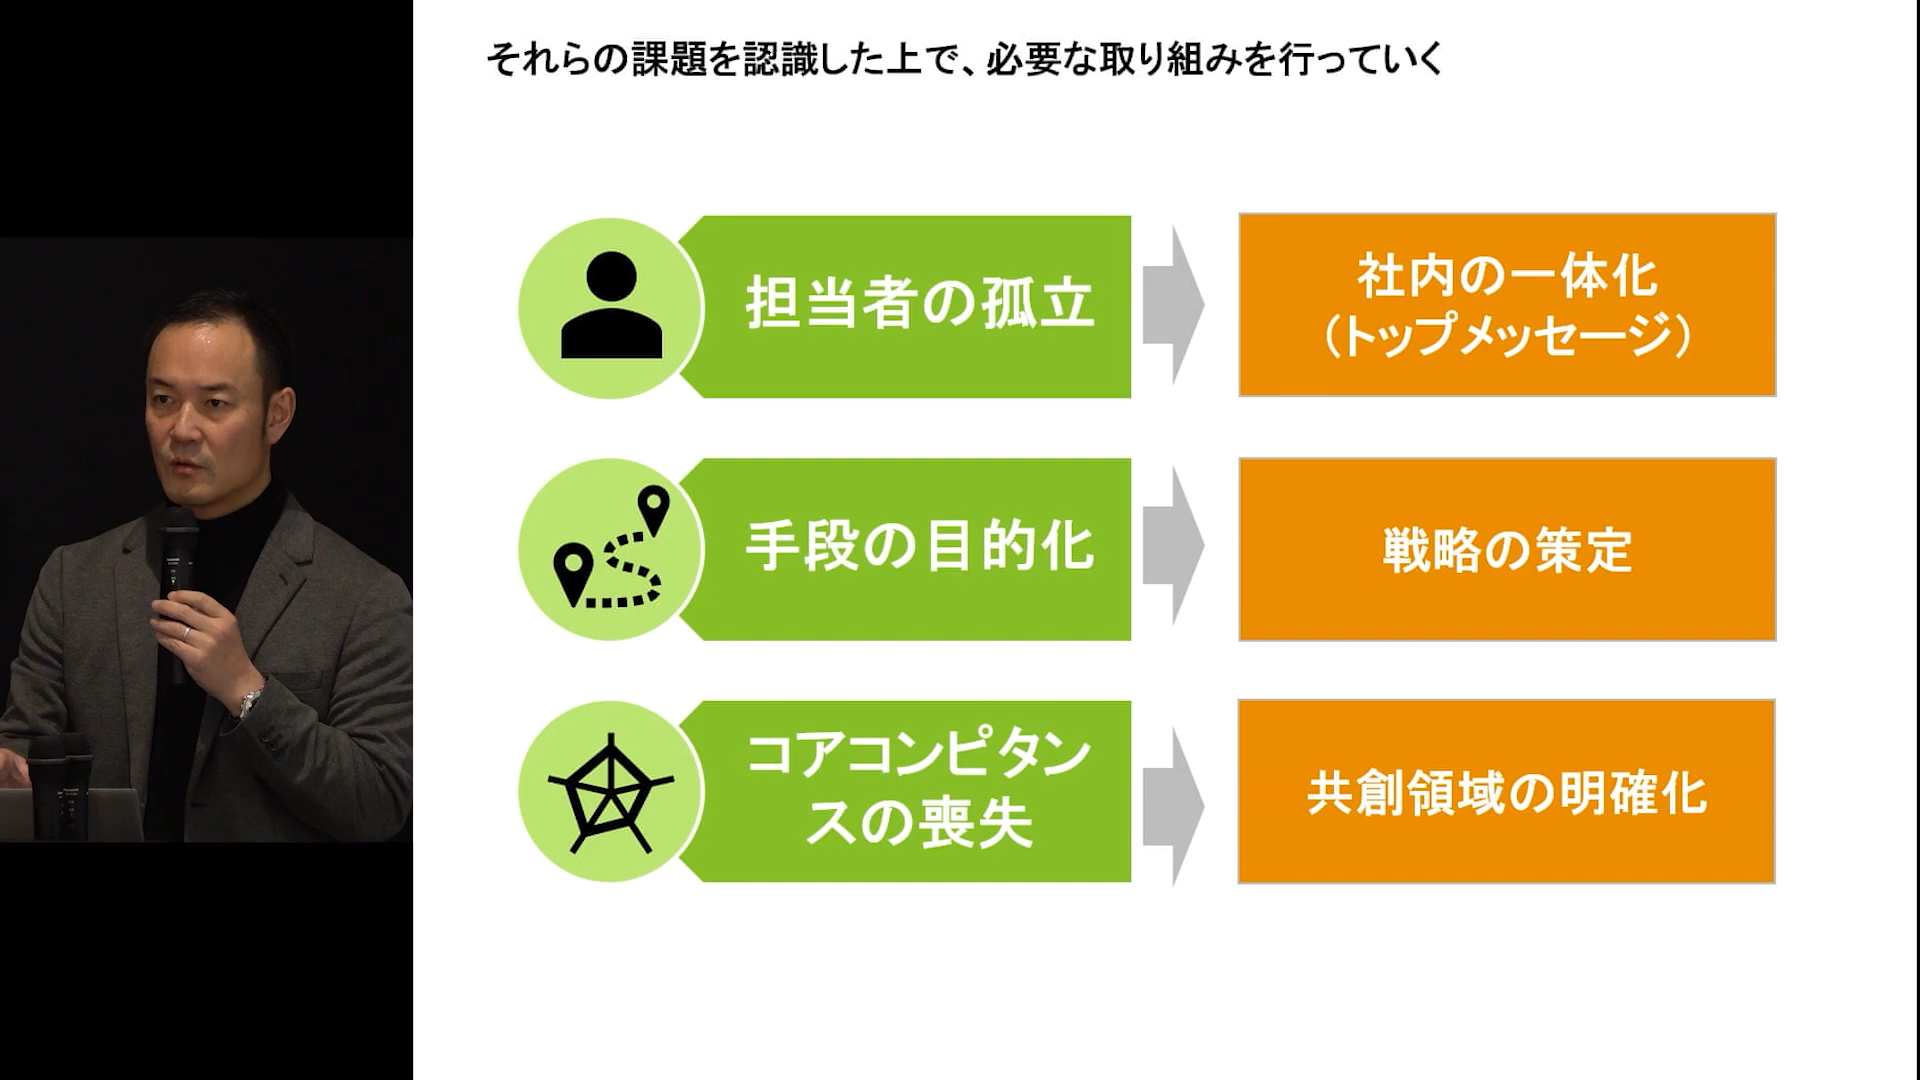 それらの課題を認識した上で、必要な取り組みを行っていく
担当者の孤立
社内の一体化
（トップメッセージ）
手段の目的化
戦略の策定
コアコンピタン
スの喪失
共創領域の明確化